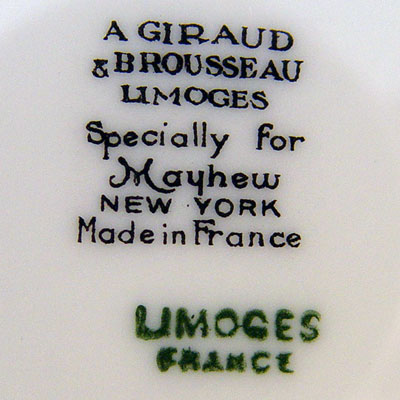 A GIRAUD
& BROUSSEAU
LIMOGES
Specially for
Mayhew
NEW YORK
Made in France
LIMOGES
FRANCE